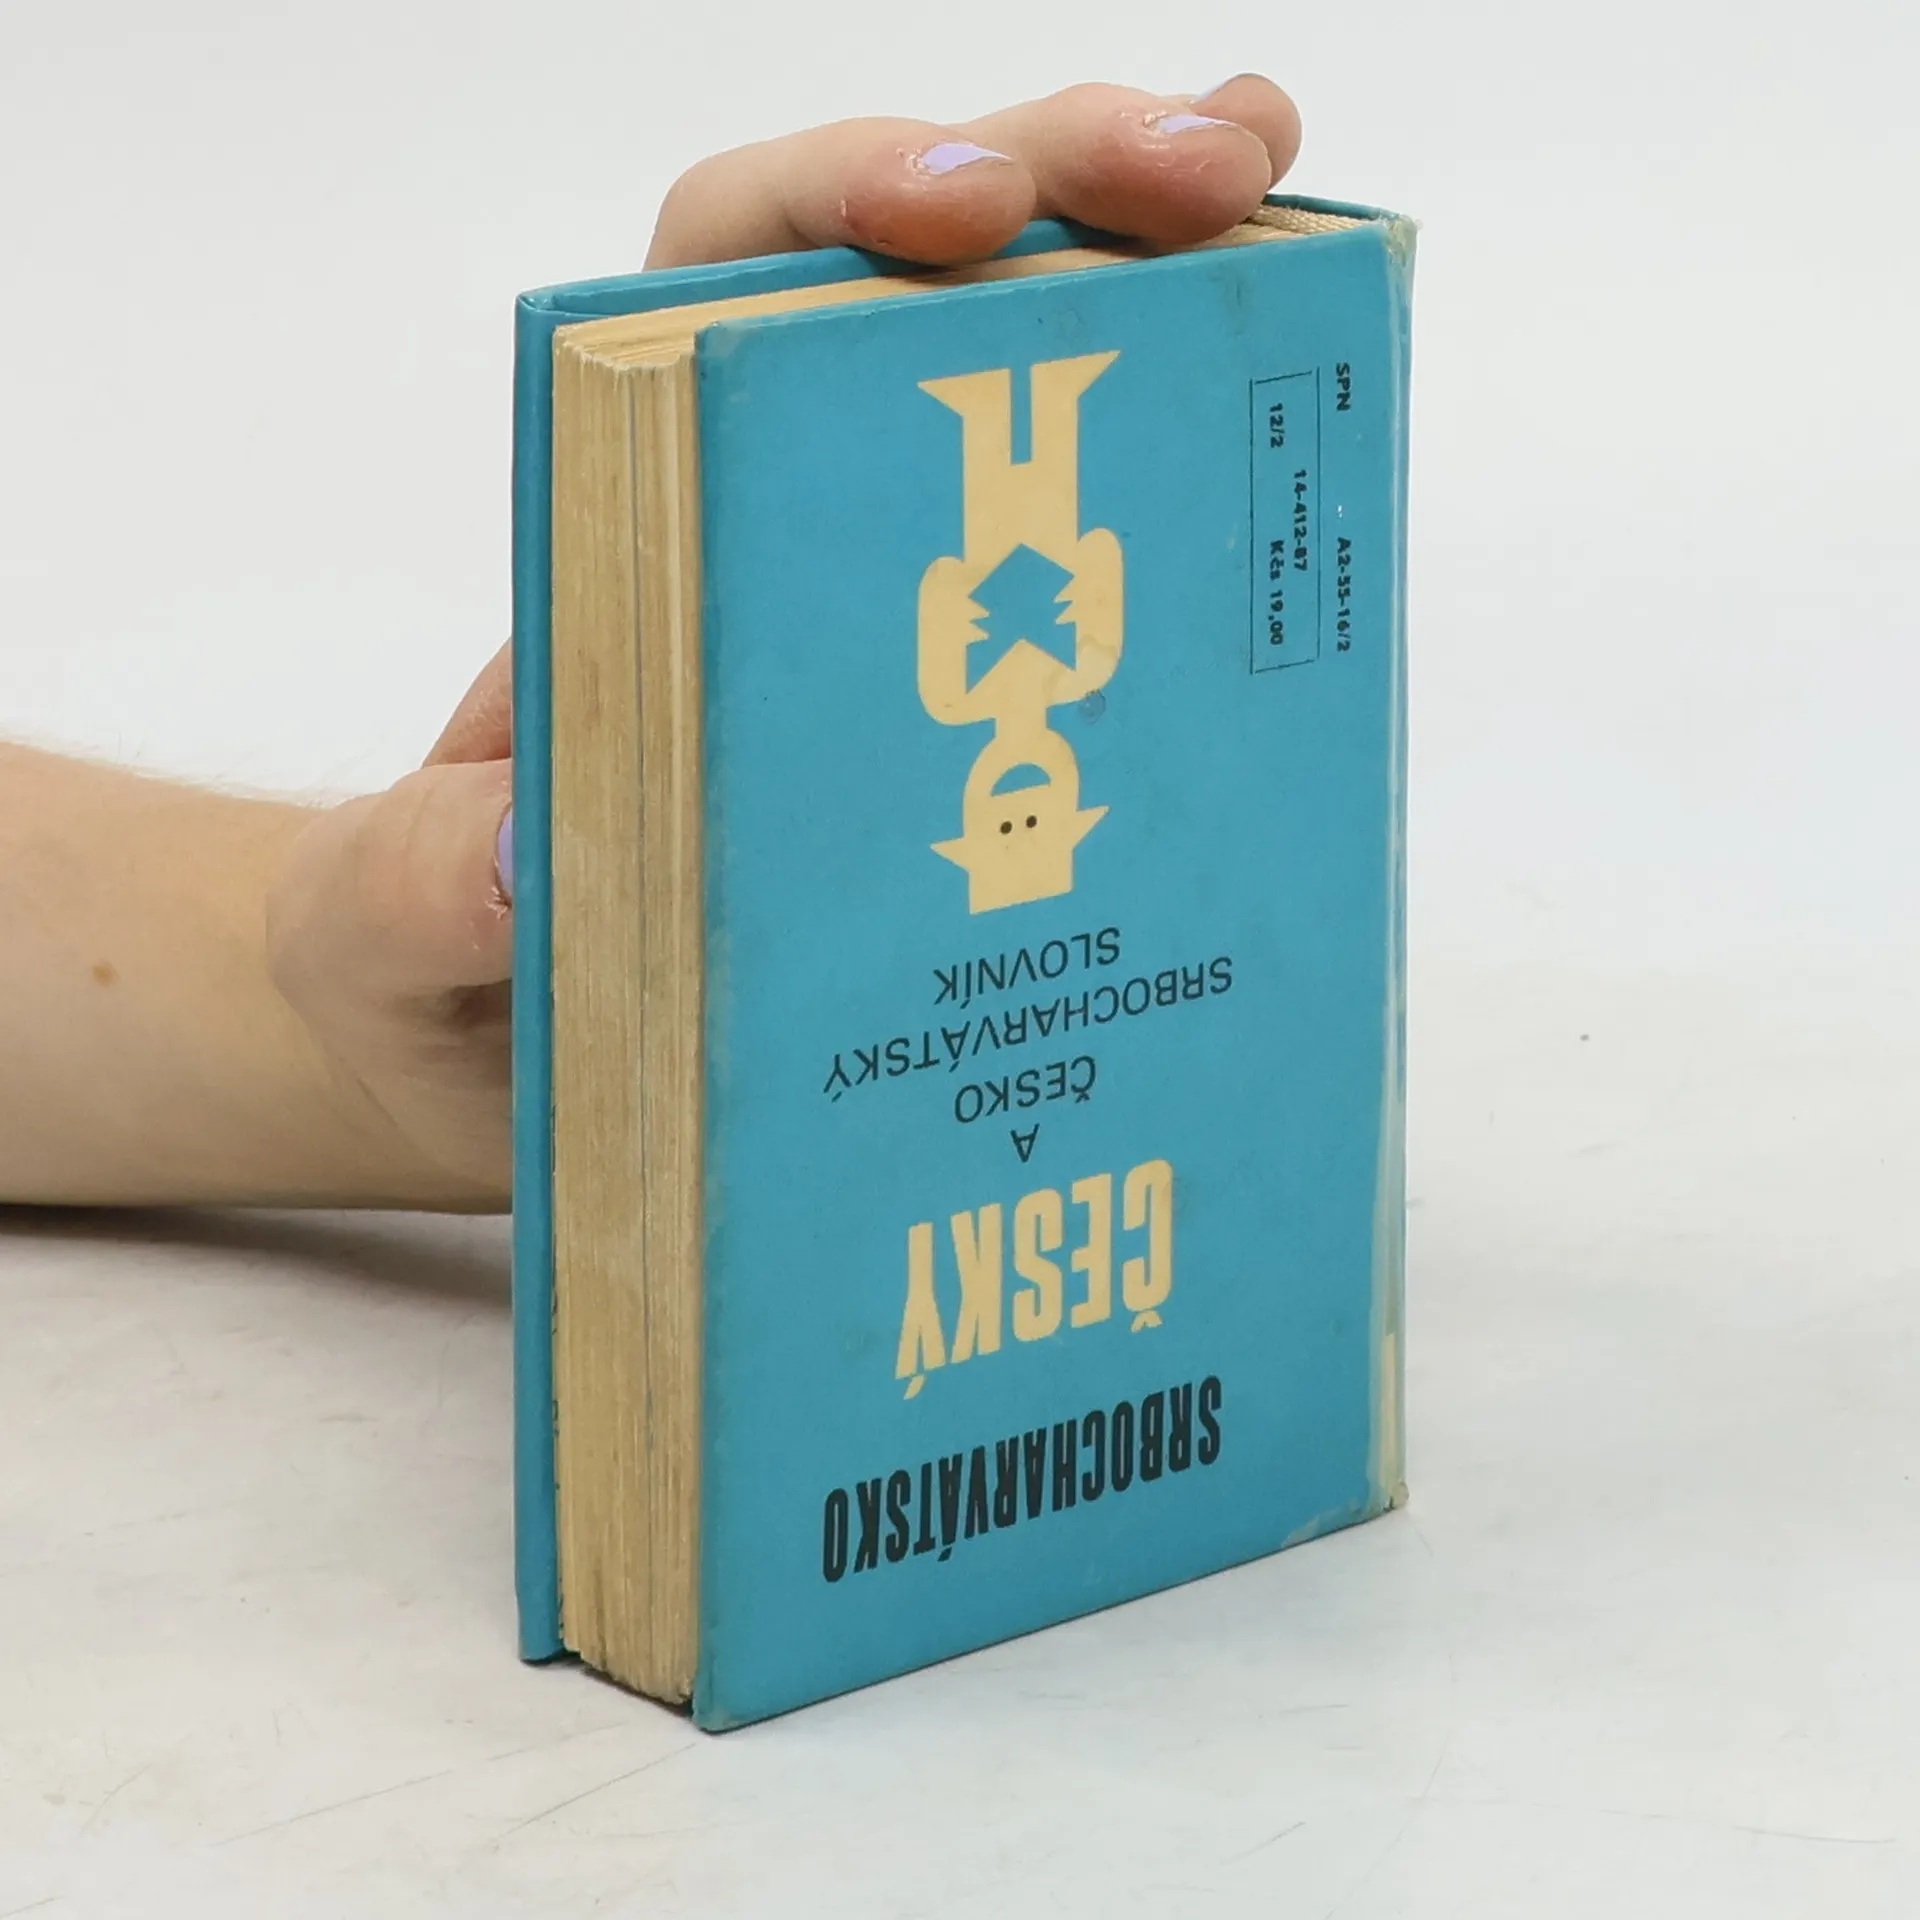 SRBOCHARVÁTSKO
ČESKÝ
A
ČESKO
SRBOCHARVÁTSKÝ
SLOVNÍK
SPN A2-55-16/2
14-412-87
12/2 Kčs 19,00